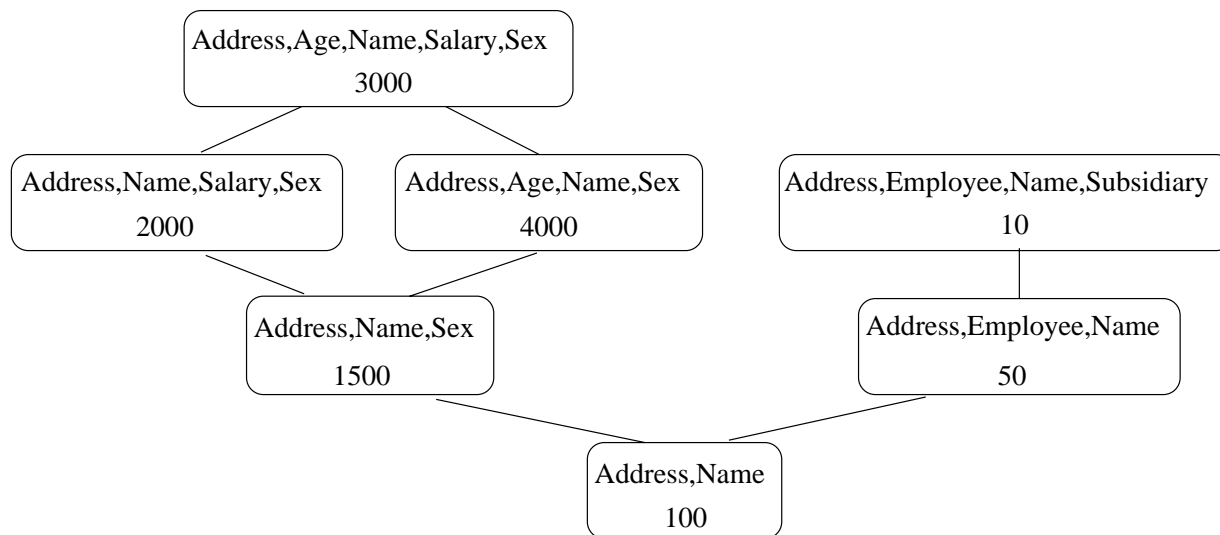 Address,Age,Name,Salary,Sex
3000
Address,Name,Salary,Sex
2000
Address,Age,Name,Sex
4000
Address,Employee,Name,Subsidiary
10
Address,Name,Sex
1500
Address,Employee,Name
50
Address,Name
100